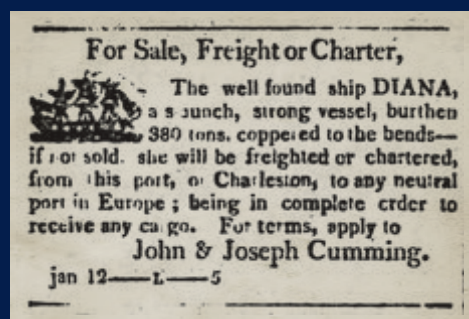 For Sale, Freight or Charter,
The well found ship DIANA,
a staunch, strong vessel, burthen
380 tons, coppered to the bends—
if not sold, she will be freighted or chartered,
from this port, or Charleston, to any neutral
port in Europe; being in complete order to
receive any cargo. For terms, apply to
John & Joseph Cumming.
jan 12——L——5